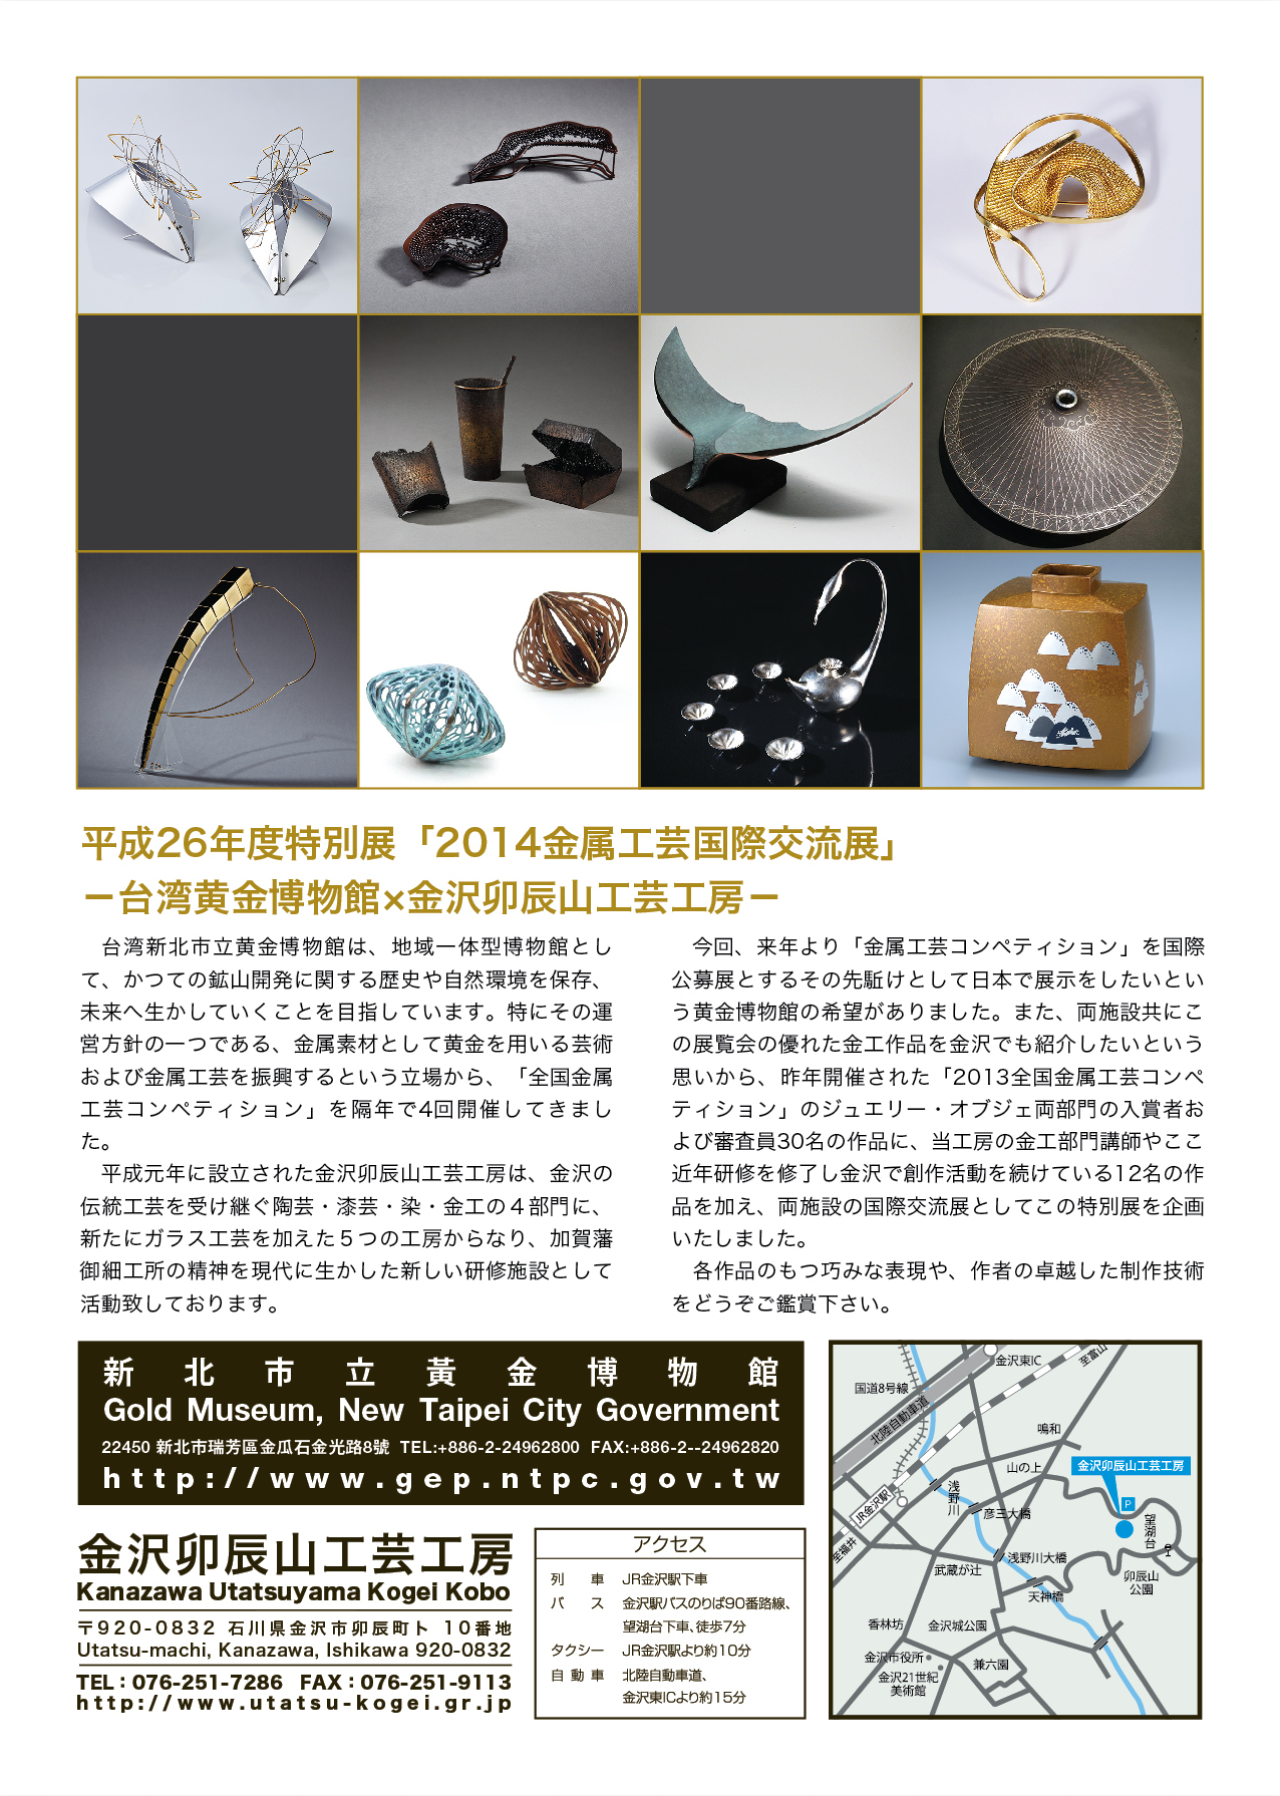 平成26年度特別展「2014金属工芸国際交流展」
－台湾黄金博物館×金沢卯辰山工芸工房－
台湾新北市立黄金博物館は、地域一体型博物館とし
て、かつての鉱山開発に関する歴史や自然環境を保存、
未来へ生かしていくことを目指しています。特にその運
営方針の一つである、金属素材として黄金を用いる芸術
および金属工芸を振興するという立場から、「全国金属
工芸コンペティション」を隔年で4回開催してきまし
た。
平成元年に設立された金沢卯辰山工芸工房は、金沢の
伝統工芸を受け継ぐ陶芸・漆芸・染・金工の４部門に、
新たにガラス工芸を加えた５つの工房からなり、加賀藩
御細工所の精神を現代に生かした新しい研修施設として
活動致しております。
今回、来年より「金属工芸コンペティション」を国際
公募展とするその先駈けとして日本で展示をしたいとい
う黄金博物館の希望がありました。また、両施設共にこ
の展覧会の優れた金工作品を金沢でも紹介したいという
思いから、昨年開催された「2013全国金属工芸コンペ
ティション」のジュエリー・オブジェ両部門の入賞者お
よび審査員30名の作品に、当工房の金工部門講師やここ
近年研修を修了し金沢で創作活動を続けている12名の作
品を加え、両施設の国際交流展としてこの特別展を企画
いたしました。
各作品のもつ巧みな表現や、作者の卓越した制作技術
をどうぞご鑑賞下さい。
新北市立黃金博物館
Gold Museum, New Taipei City Government
22450 新北市瑞芳區金瓜石金光路8號 TEL:+886-2-24962800 FAX:+886-2--24962820
http://www.gep.ntpc.gov.tw
金沢卯辰山工芸工房
Kanazawa Utatsuyama Kogei Kobo
〒920-0832 石川県金沢市卯辰町ト 10番地
Utatsu-machi, Kanazawa, Ishikawa 920-0832
TEL：076-251-7286 FAX：076-251-9113
http://www.utatsu-kogei.gr.jp
アクセス
列車 JR金沢駅下車
バス 金沢駅バスのりば90番路線、
望湖台下車、徒歩7分
タクシー JR金沢駅より約10分
自動車 北陸自動車道、
金沢東ICより約15分
金沢東IC
至富山
国道8号線
北陸自動車道
鳴和
山の上
金沢卯辰山工芸工房
JR金沢駅
浅野川
彦三大橋
P
望湖台
至福井
武蔵が辻
浅野川大橋
天神橋
卯辰山
公園
香林坊
金沢城公園
金沢市役所
兼六園
金沢21世紀
美術館